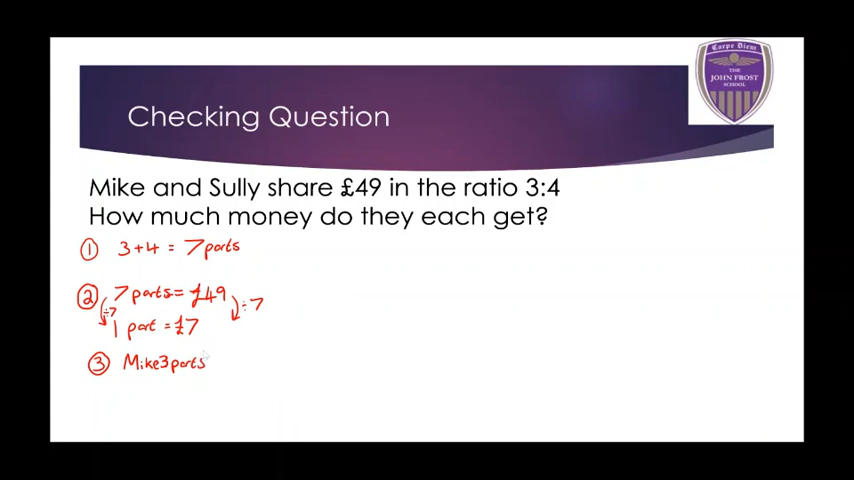 Carpe Diem
THE
JOHN FROST
SCHOOL
Checking Question
Mike and Sully share £49 in the ratio 3:4
How much money do they each get?
① 3+4 = 7parts
② 7 parts = £49
÷7 ÷7
1 part = £7
③ Mike3parts